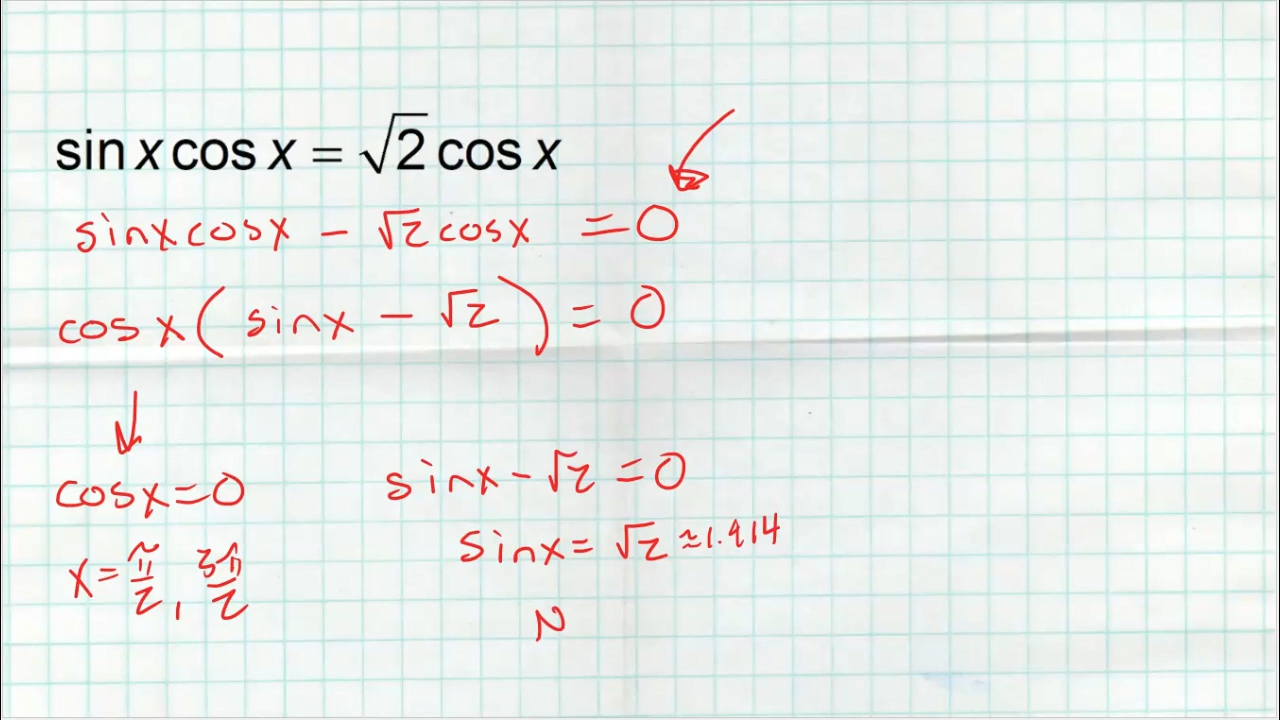 sin x cos x = √2 cos x
sinx cosx - √2 cosx = 0
cosx ( sinx - √2 ) = 0
cosx = 0
sinx - √2 = 0
sinx = √2 ≈ 1.414
x = π/2 , 3π/2
N